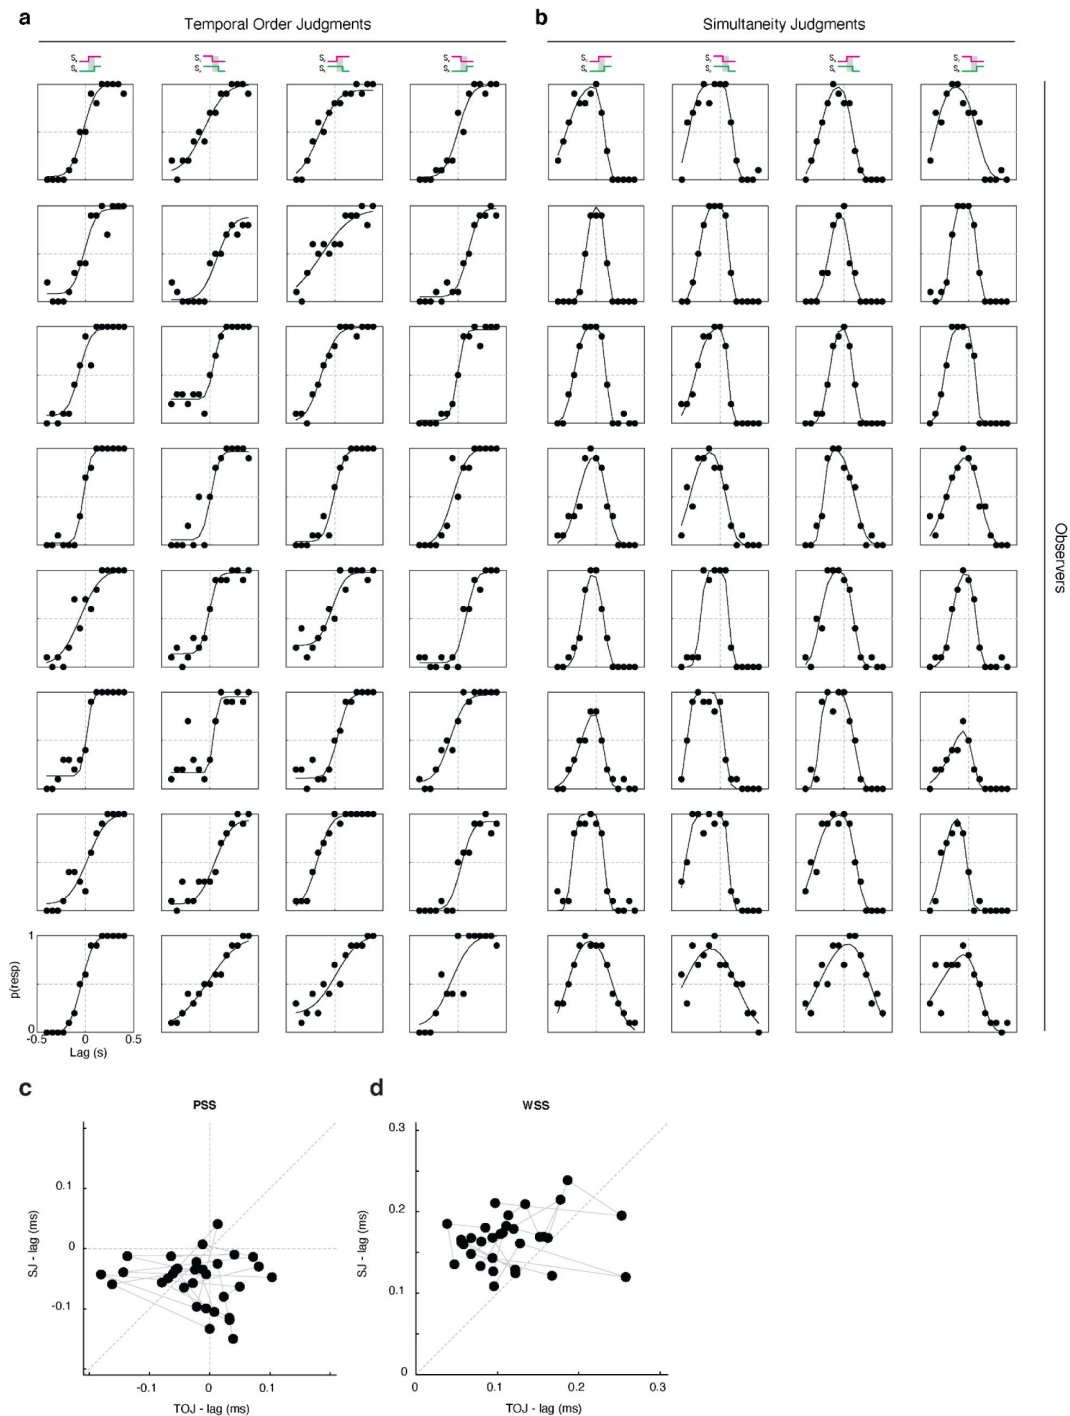 a
Temporal Order Judgments
b
Simultaneity Judgments
Observers
1
p(resp)
0
-0.5
0
0.5
Lag (s)
c
PSS
0.1
0
-0.1
SJ - lag (ms)
-0.1
0
0.1
TOJ - lag (ms)
d
WSS
0.3
0.2
0.1
0
SJ - lag (ms)
0
0.1
0.2
0.3
TOJ - lag (ms)